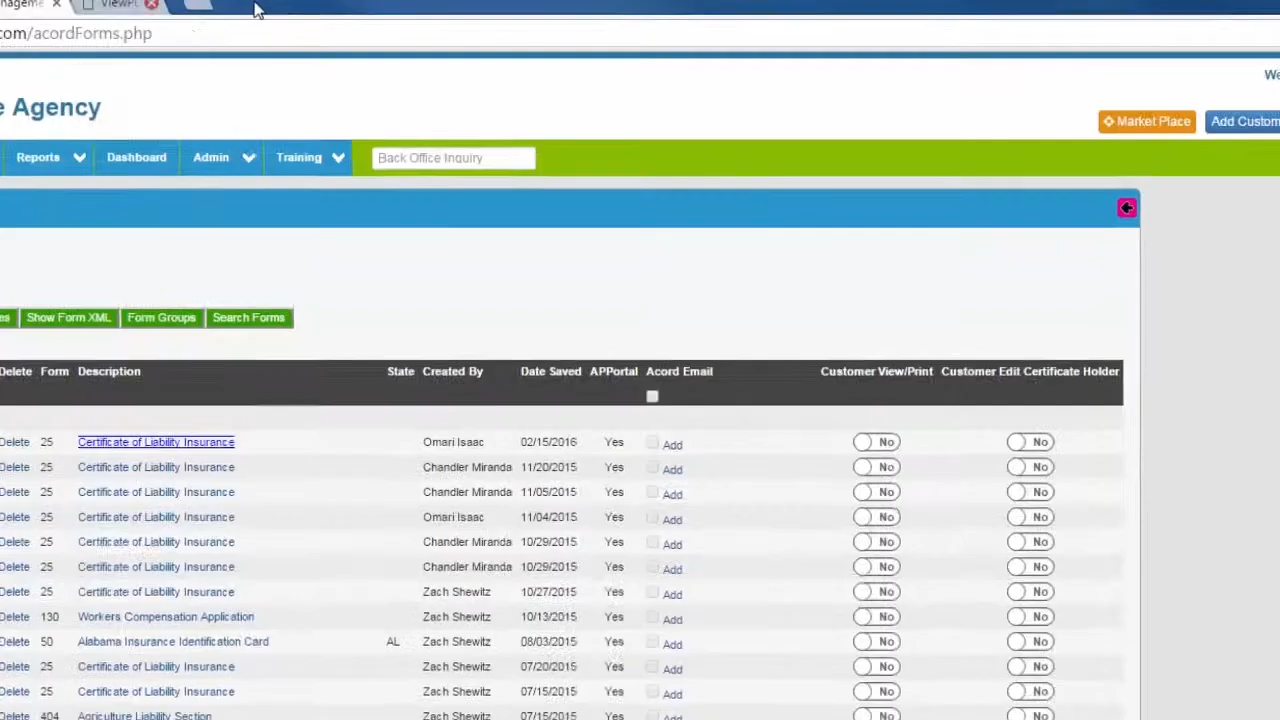 com/acordForms.php
We
e Agency
Market Place Add Custom
Reports Dashboard Admin Training Back Office Inquiry
es Show Form XML Form Groups Search Forms
Delete Form Description State Created By Date Saved APPortal Acord Email Customer View/Print Customer Edit Certificate Holder
Delete 25 Certificate of Liability Insurance Omari Isaac 02/15/2016 Yes Add No No
Delete 25 Certificate of Liability Insurance Chandler Miranda 11/20/2015 Yes Add No No
Delete 25 Certificate of Liability Insurance Chandler Miranda 11/05/2015 Yes Add No No
Delete 25 Certificate of Liability Insurance Omari Isaac 11/04/2015 Yes Add No No
Delete 25 Certificate of Liability Insurance Chandler Miranda 10/29/2015 Yes Add No No
Delete 25 Certificate of Liability Insurance Chandler Miranda 10/29/2015 Yes Add No No
Delete 25 Certificate of Liability Insurance Zach Shewitz 10/27/2015 Yes Add No No
Delete 130 Workers Compensation Application Zach Shewitz 10/13/2015 Yes Add No No
Delete 50 Alabama Insurance Identification Card AL Zach Shewitz 08/03/2015 Yes Add No No
Delete 25 Certificate of Liability Insurance Zach Shewitz 07/20/2015 Yes Add No No
Delete 25 Certificate of Liability Insurance Zach Shewitz 07/15/2015 Yes Add No No
Delete 404 Agriculture Liability Section Zach Shewitz 07/15/2015 Yes Add No No